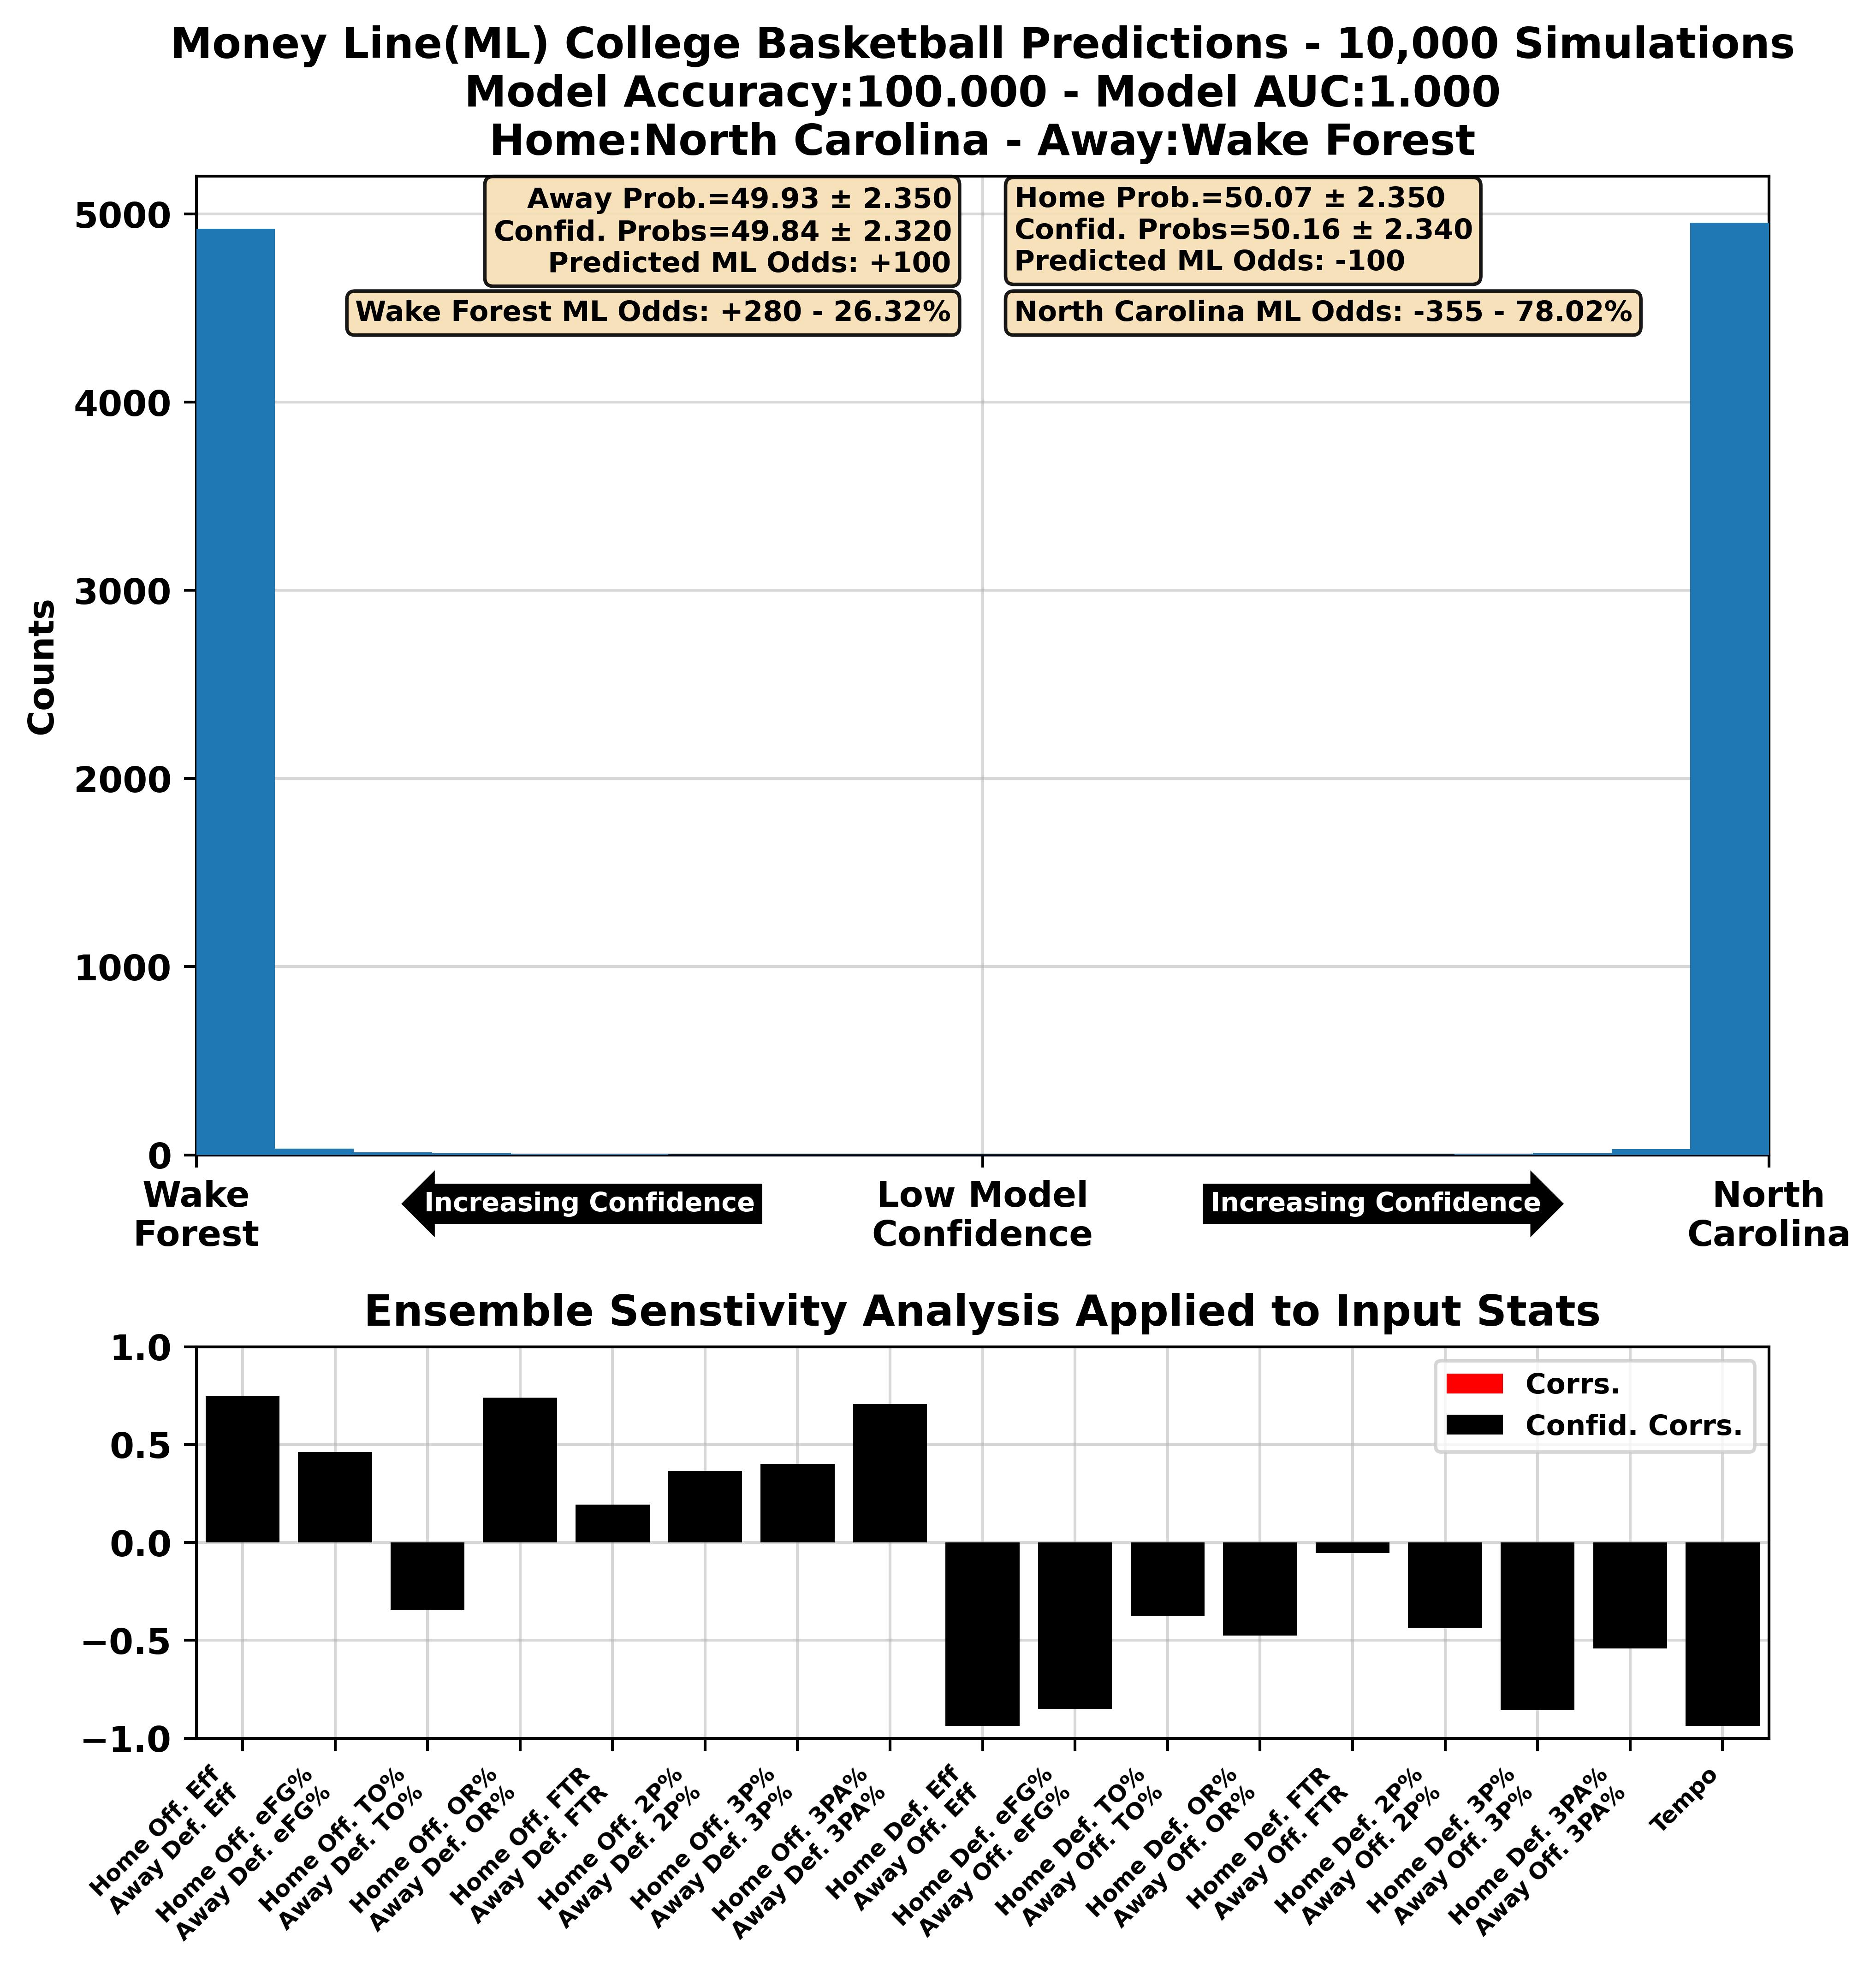 Money Line(ML) College Basketball Predictions - 10,000 Simulations
Model Accuracy:100.000 - Model AUC:1.000
Home:North Carolina - Away:Wake Forest
Away Prob.=49.93 ± 2.350
Confid. Probs=49.84 ± 2.320
Predicted ML Odds: +100
Wake Forest ML Odds: +280 - 26.32%
Home Prob.=50.07 ± 2.350
Confid. Probs=50.16 ± 2.340
Predicted ML Odds: -100
North Carolina ML Odds: -355 - 78.02%
Counts
5000
4000
3000
2000
1000
0
Wake
Forest
Increasing Confidence
Low Model
Confidence
Increasing Confidence
North
Carolina
Ensemble Senstivity Analysis Applied to Input Stats
1.0
0.5
0.0
−0.5
−1.0
Corrs.
Confid. Corrs.
Home Off. Eff
Away Def. Eff
Home Off. eFG%
Away Def. eFG%
Home Off. TO%
Away Def. TO%
Home Off. OR%
Away Def. OR%
Home Off. FTR
Away Def. FTR
Home Off. 2P%
Away Def. 2P%
Home Off. 3P%
Away Def. 3P%
Home Off. 3PA%
Away Def. 3PA%
Home Def. Eff
Away Off. Eff
Home Def. eFG%
Away Off. eFG%
Home Def. TO%
Away Off. TO%
Home Def. OR%
Away Off. OR%
Home Def. FTR
Away Off. FTR
Home Def. 2P%
Away Off. 2P%
Home Def. 3P%
Away Off. 3P%
Home Def. 3PA%
Away Off. 3PA%
Tempo